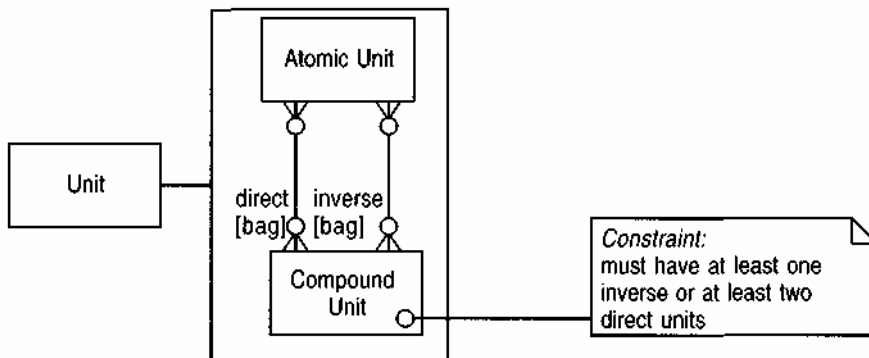 Atomic Unit
Unit
direct inverse
[bag] [bag]
Compound
Unit
Constraint:
must have at least one
inverse or at least two
direct units